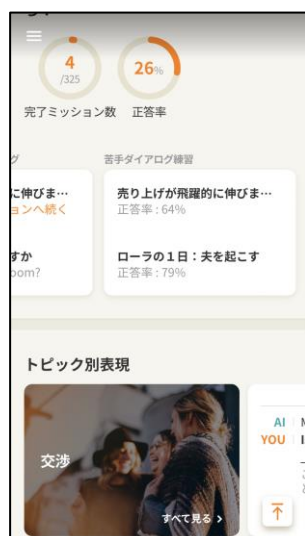 4
/325
26%
完了ミッション数
正答率
グ
苦手ダイアログ練習
に伸びま…
ョンへ続く
売り上げが飛躍的に伸びま…
正答率 : 64%
すか
oom?
ローラの1日：夫を起こす
正答率 : 79%
トピック別表現
交渉
すべて見る >
AI
YOU